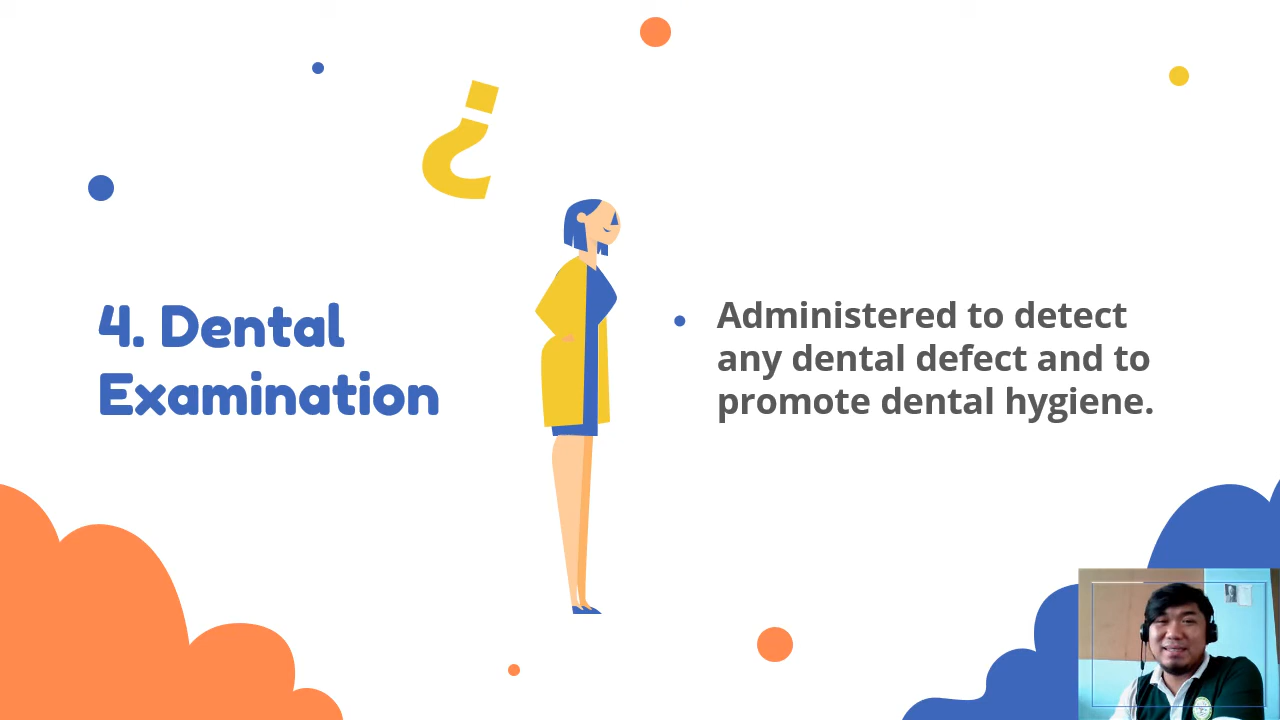 4. Dental
Examination
• Administered to detect
any dental defect and to
promote dental hygiene.